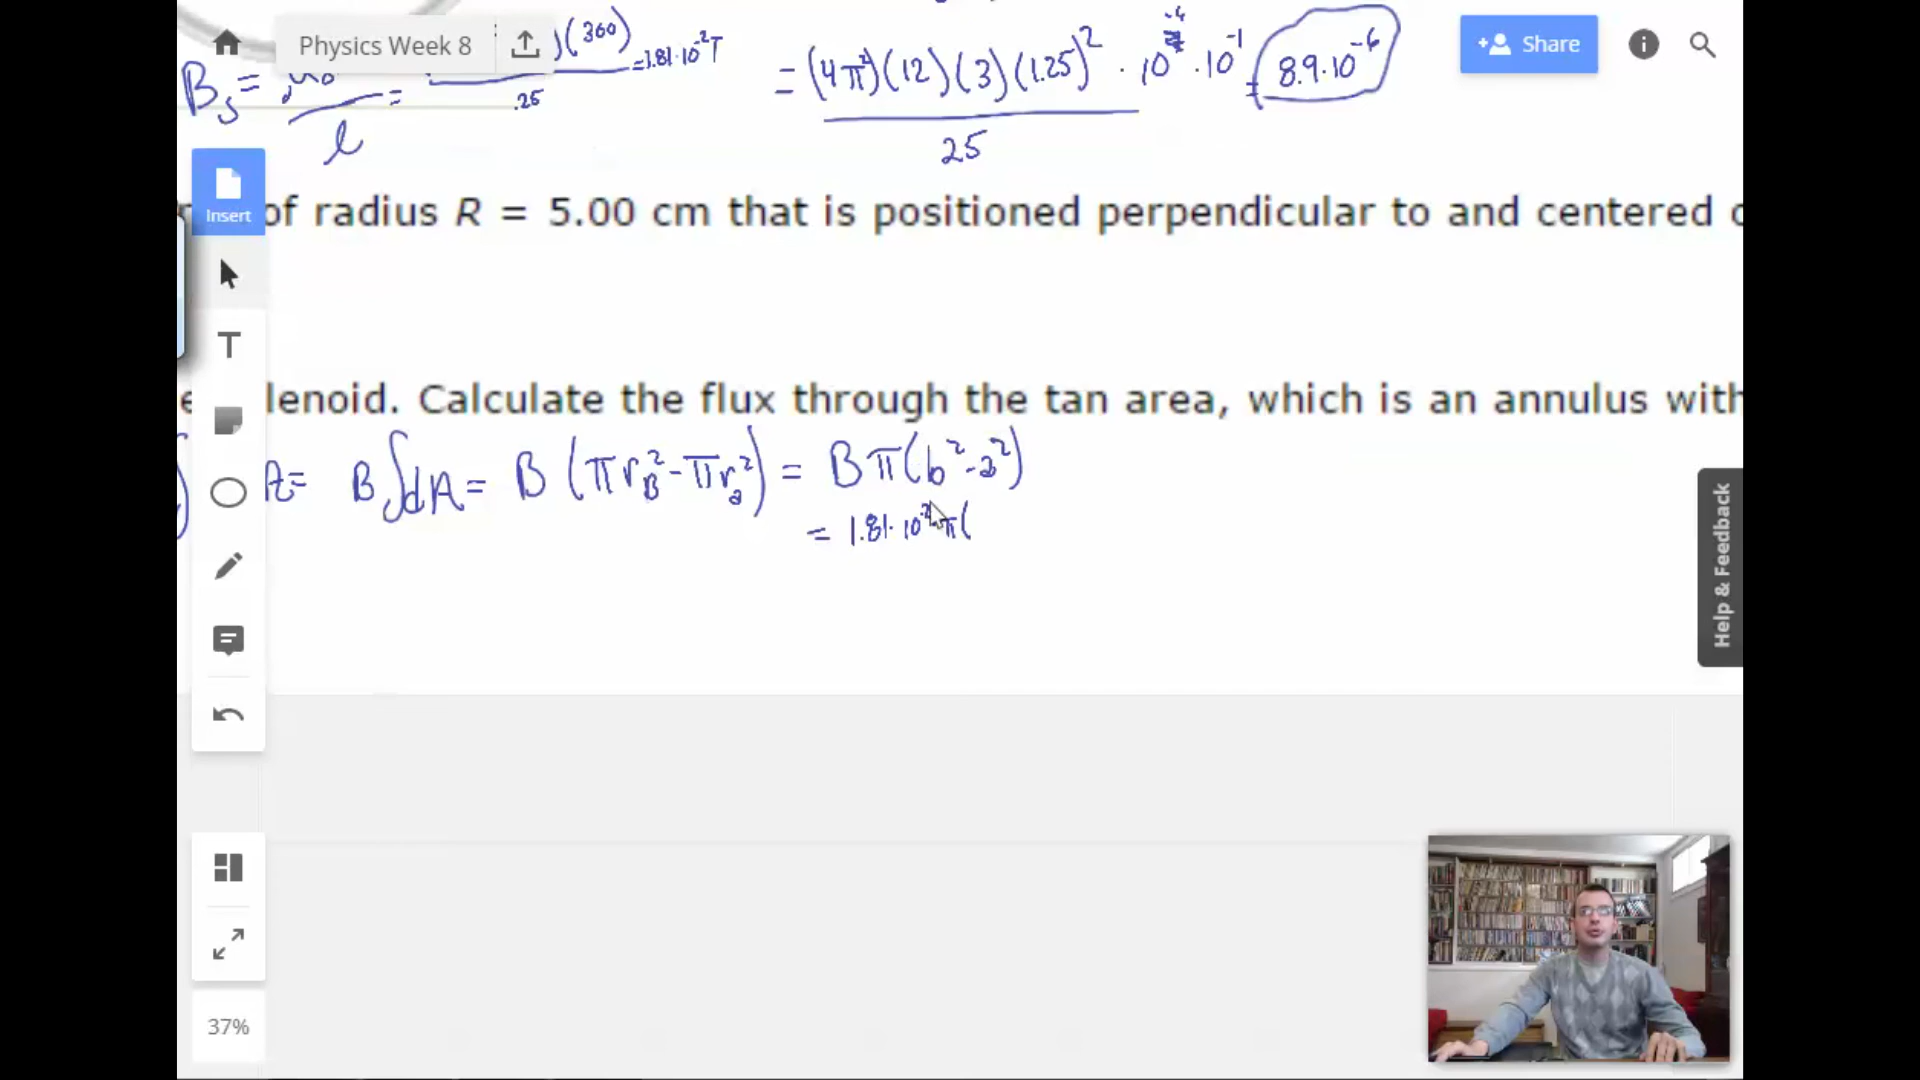 Physics Week 8
Share
)(360)
=1.81·10⁻²T
B_s = μ₀ / l = .25
= (4π²)(12)(3)(1.25)² · 10⁻⁴ · 10⁻¹ / 25 = 8.9·10⁻⁶
Insert
of radius R = 5.00 cm that is positioned perpendicular to and centered
T
lenoid. Calculate the flux through the tan area, which is an annulus with
A= B∫dA= B (πr_B²-πr_a²) = Bπ(b²-a²)
= 1.81·10⁻²π(
Help & Feedback
37%